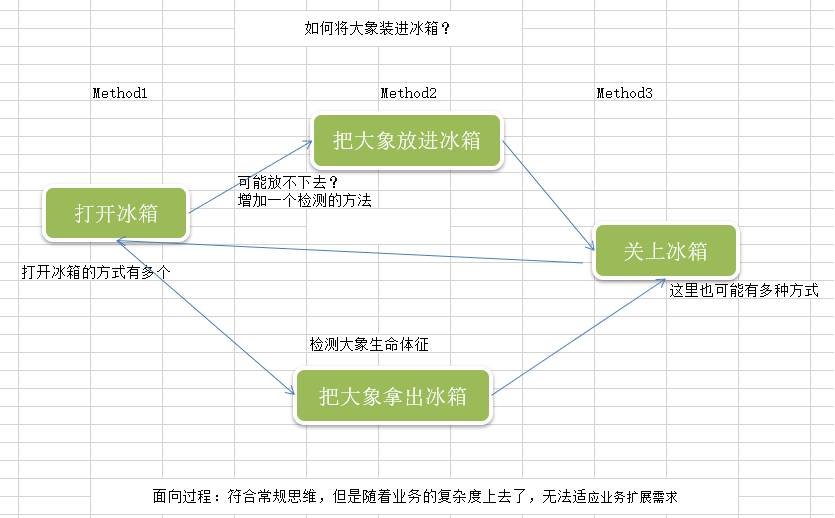 如何将大象装进冰箱？
Method1
Method2
Method3
把大象放进冰箱
可能放不下去？
增加一个检测的方法
打开冰箱
关上冰箱
打开冰箱的方式有多个
这里也可能有多种方式
检测大象生命体征
把大象拿出冰箱
面向过程：符合常规思维，但是随着业务的复杂度上去了，无法适应业务扩展需求